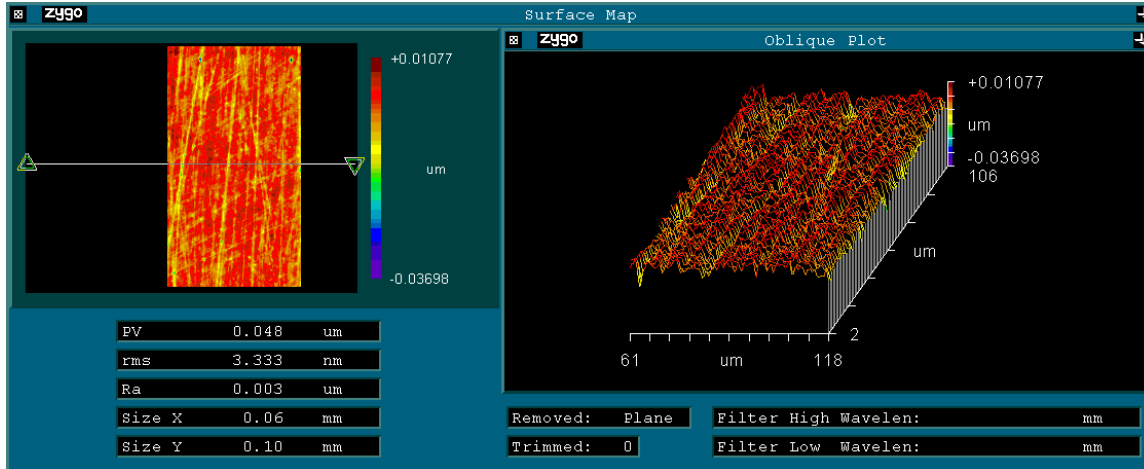 zygo Surface Map
+0.01077
um
-0.03698
PV 0.048 um
rms 3.333 nm
Ra 0.003 um
Size X 0.06 mm
Size Y 0.10 mm
zygo Oblique Plot
+0.01077
um
-0.03698
106
um
2
61 um 118
Removed: Plane
Trimmed: 0
Filter High Wavelen: mm
Filter Low Wavelen: mm